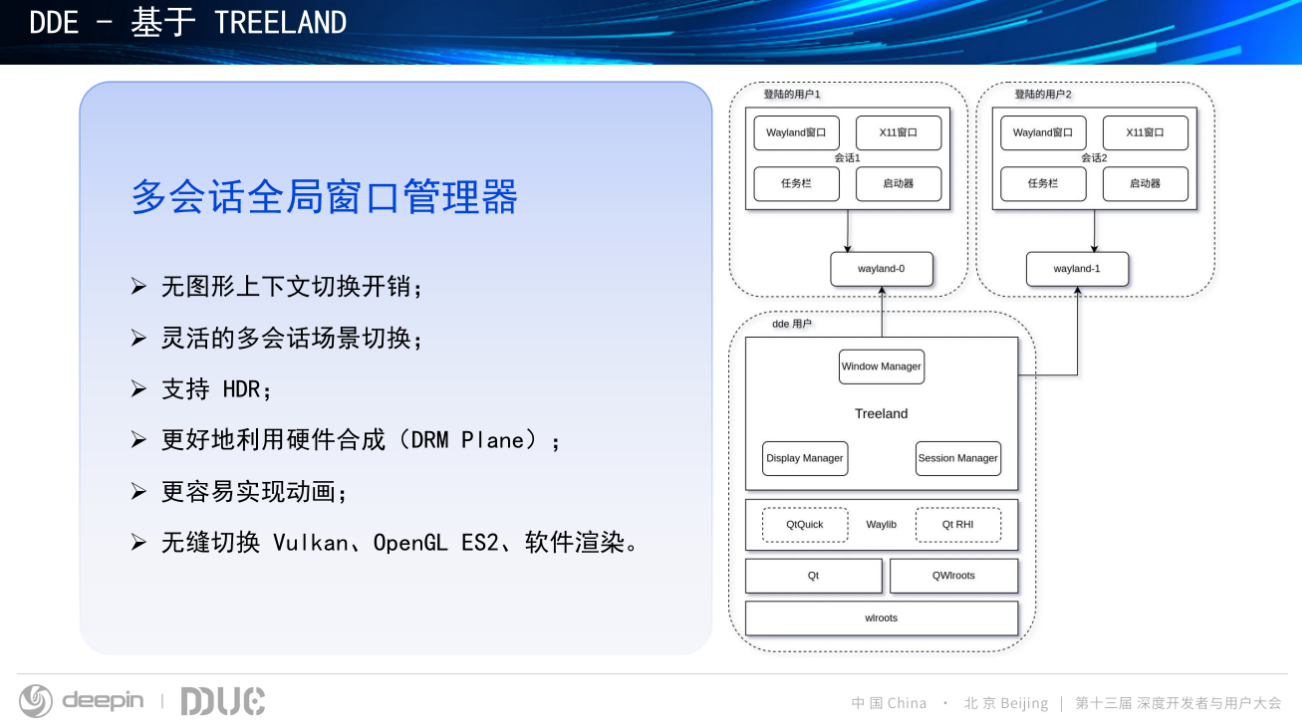 DDE - 基于 TREELAND
多会话全局窗口管理器
➢ 无图形上下文切换开销；
➢ 灵活的多会话场景切换；
➢ 支持 HDR；
➢ 更好地利用硬件合成（DRM Plane）；
➢ 更容易实现动画；
➢ 无缝切换 Vulkan、OpenGL ES2、软件渲染。
登陆的用户1
Wayland窗口
X11窗口
会话1
任务栏
启动器
wayland-0
登陆的用户2
Wayland窗口
X11窗口
会话2
任务栏
启动器
wayland-1
dde 用户
Window Manager
Treeland
Display Manager
Session Manager
QtQuick
Waylib
Qt RHI
Qt
QWlroots
wlroots
deepin
DDUC
中国 China · 北京 Beijing | 第十三届 深度开发者与用户大会